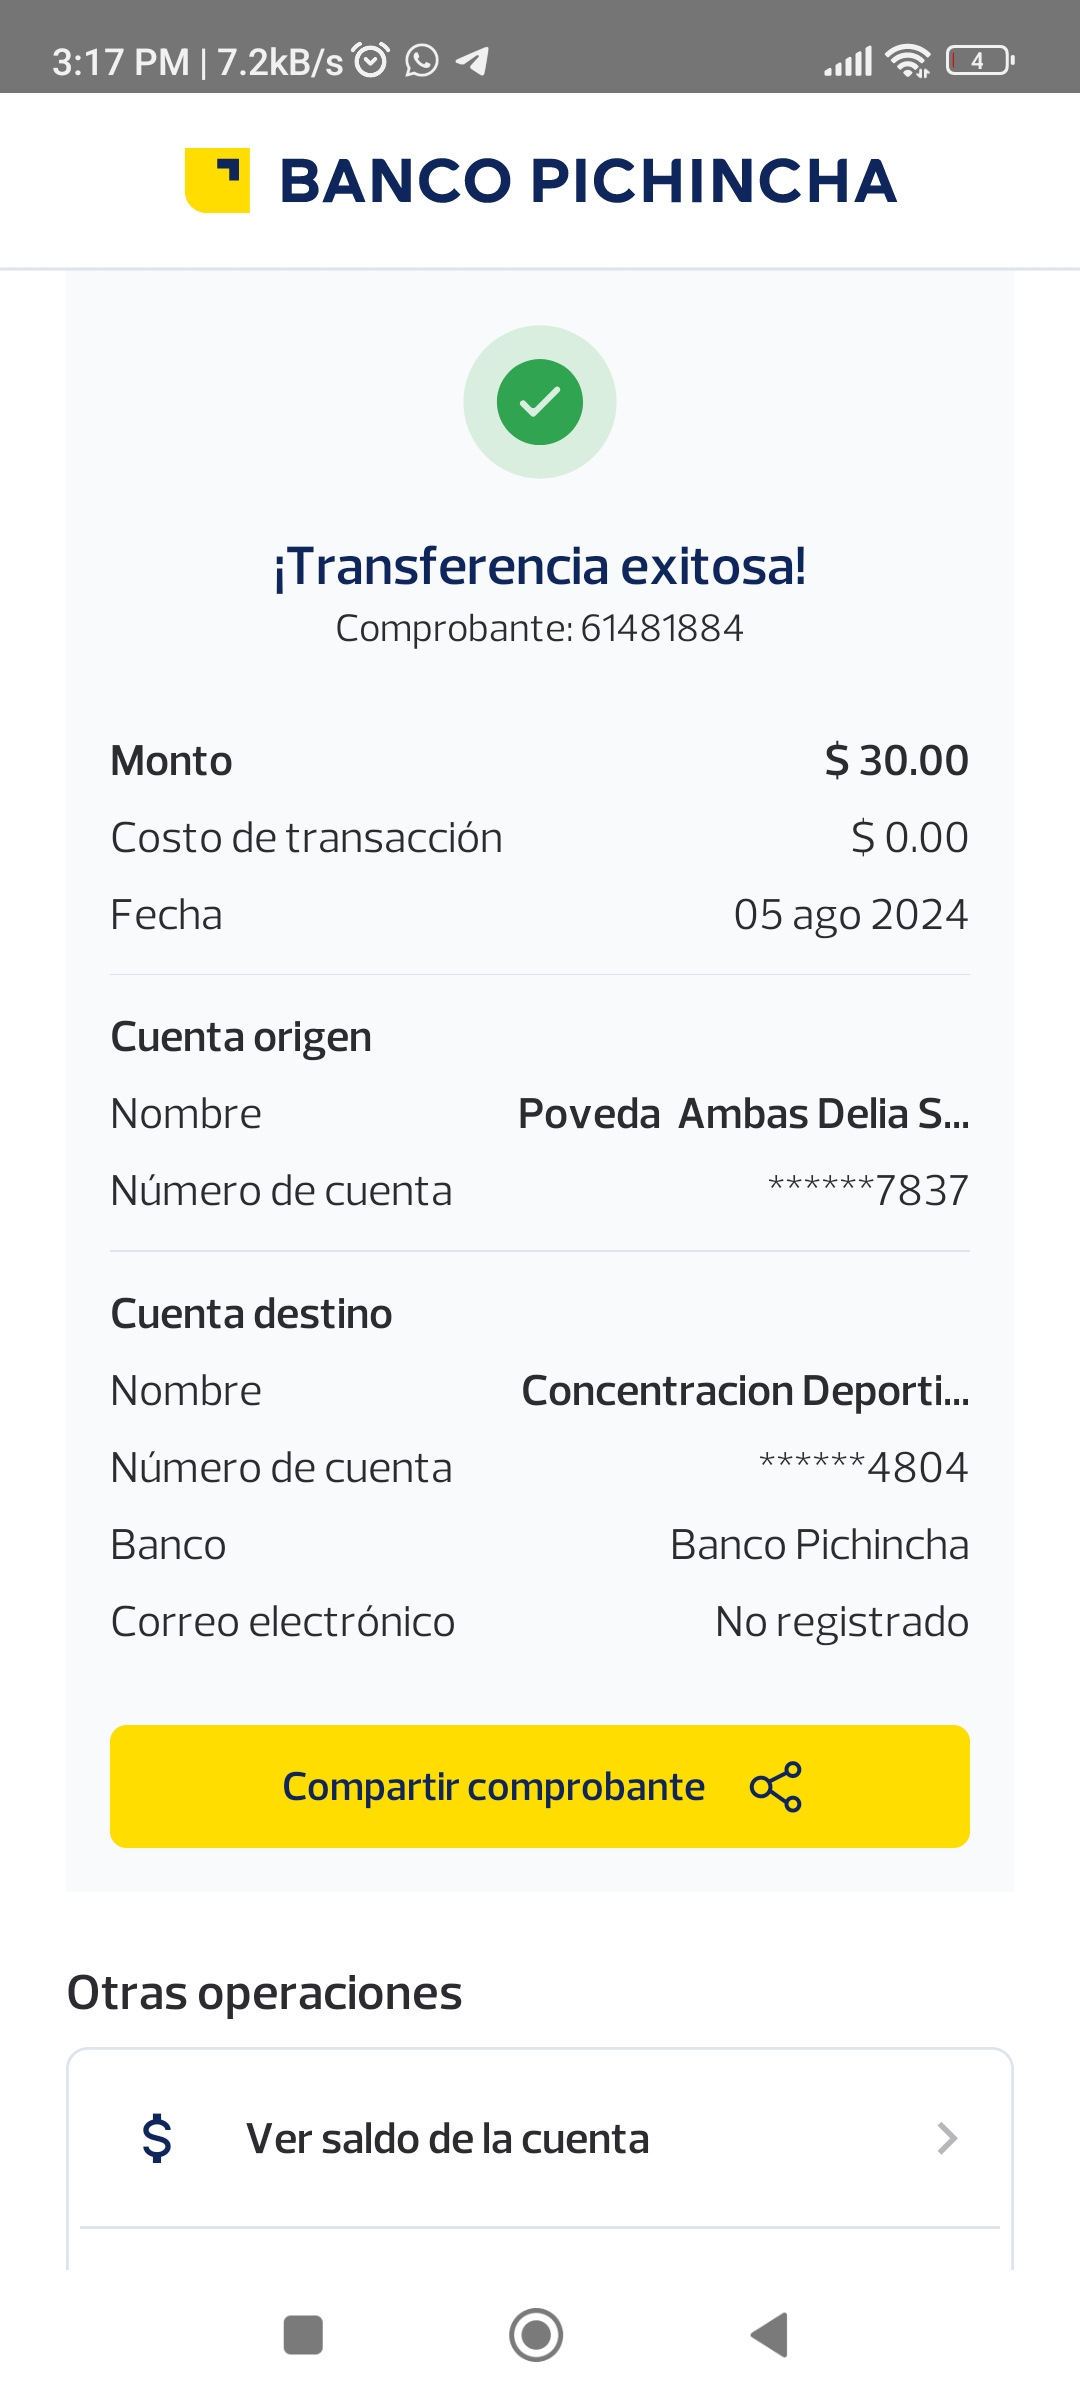 3:17 PM | 7.2kB/s 4
BANCO PICHINCHA
¡Transferencia exitosa!
Comprobante: 61481884
Monto $ 30.00
Costo de transacción $ 0.00
Fecha 05 ago 2024
Cuenta origen
Nombre Poveda  Ambas Delia S...
Número de cuenta ******7837
Cuenta destino
Nombre Concentracion Deporti...
Número de cuenta ******4804
Banco Banco Pichincha
Correo electrónico No registrado
Compartir comprobante
Otras operaciones
$ Ver saldo de la cuenta